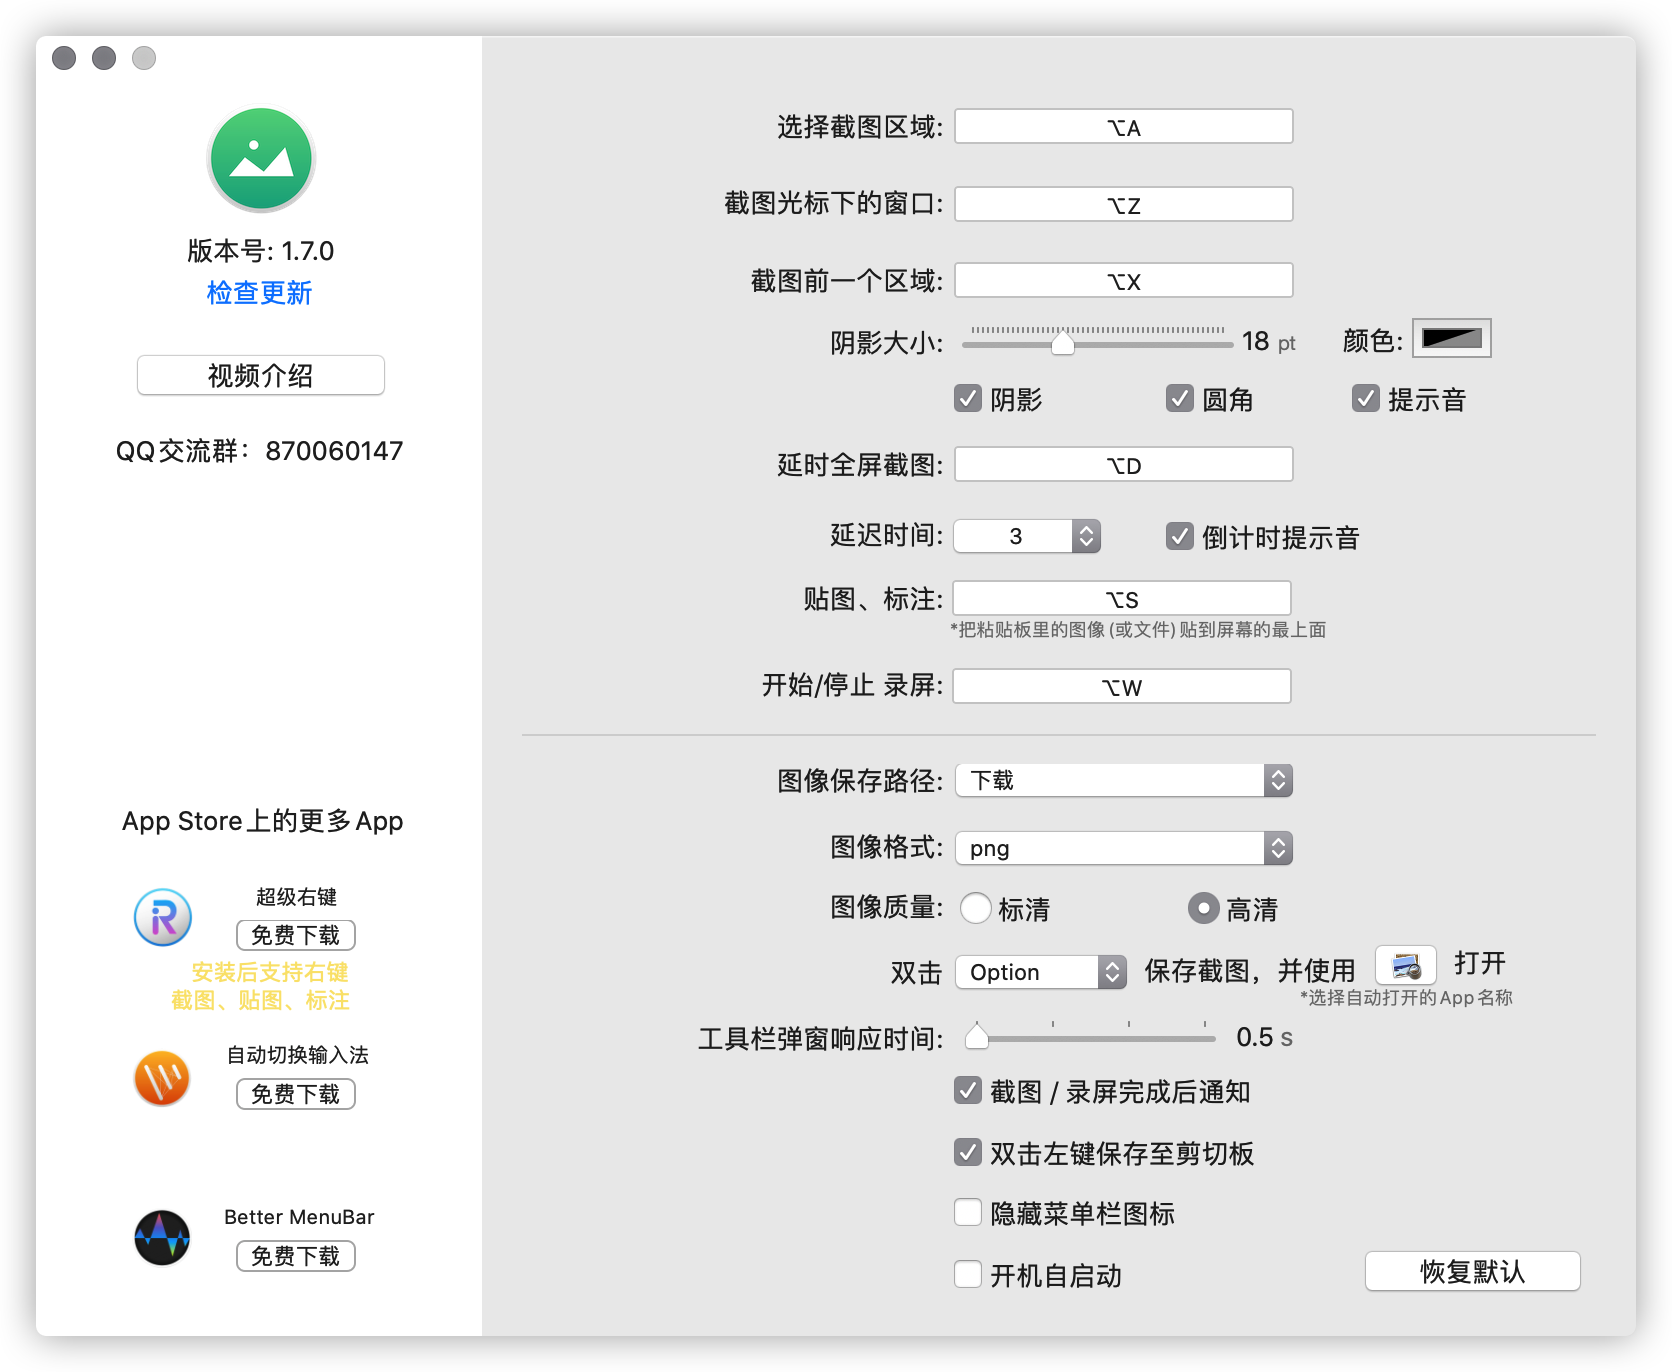 版本号: 1.7.0
检查更新
视频介绍
QQ交流群：870060147
App Store上的更多App
超级右键
免费下载
安装后支持右键
截图、贴图、标注
自动切换输入法
免费下载
Better MenuBar
免费下载
选择截图区域: ⌥A
截图光标下的窗口: ⌥Z
截图前一个区域: ⌥X
阴影大小: 18 pt 颜色:
阴影 圆角 提示音
延时全屏截图: ⌥D
延迟时间: 3 倒计时提示音
贴图、标注: ⌥S
*把粘贴板里的图像(或文件)贴到屏幕的最上面
开始/停止 录屏: ⌥W
图像保存路径: 下载
图像格式: png
图像质量: 标清 高清
双击 Option 保存截图，并使用 打开
*选择自动打开的App名称
工具栏弹窗响应时间: 0.5 s
截图 / 录屏完成后通知
双击左键保存至剪切板
隐藏菜单栏图标
开机自启动
恢复默认